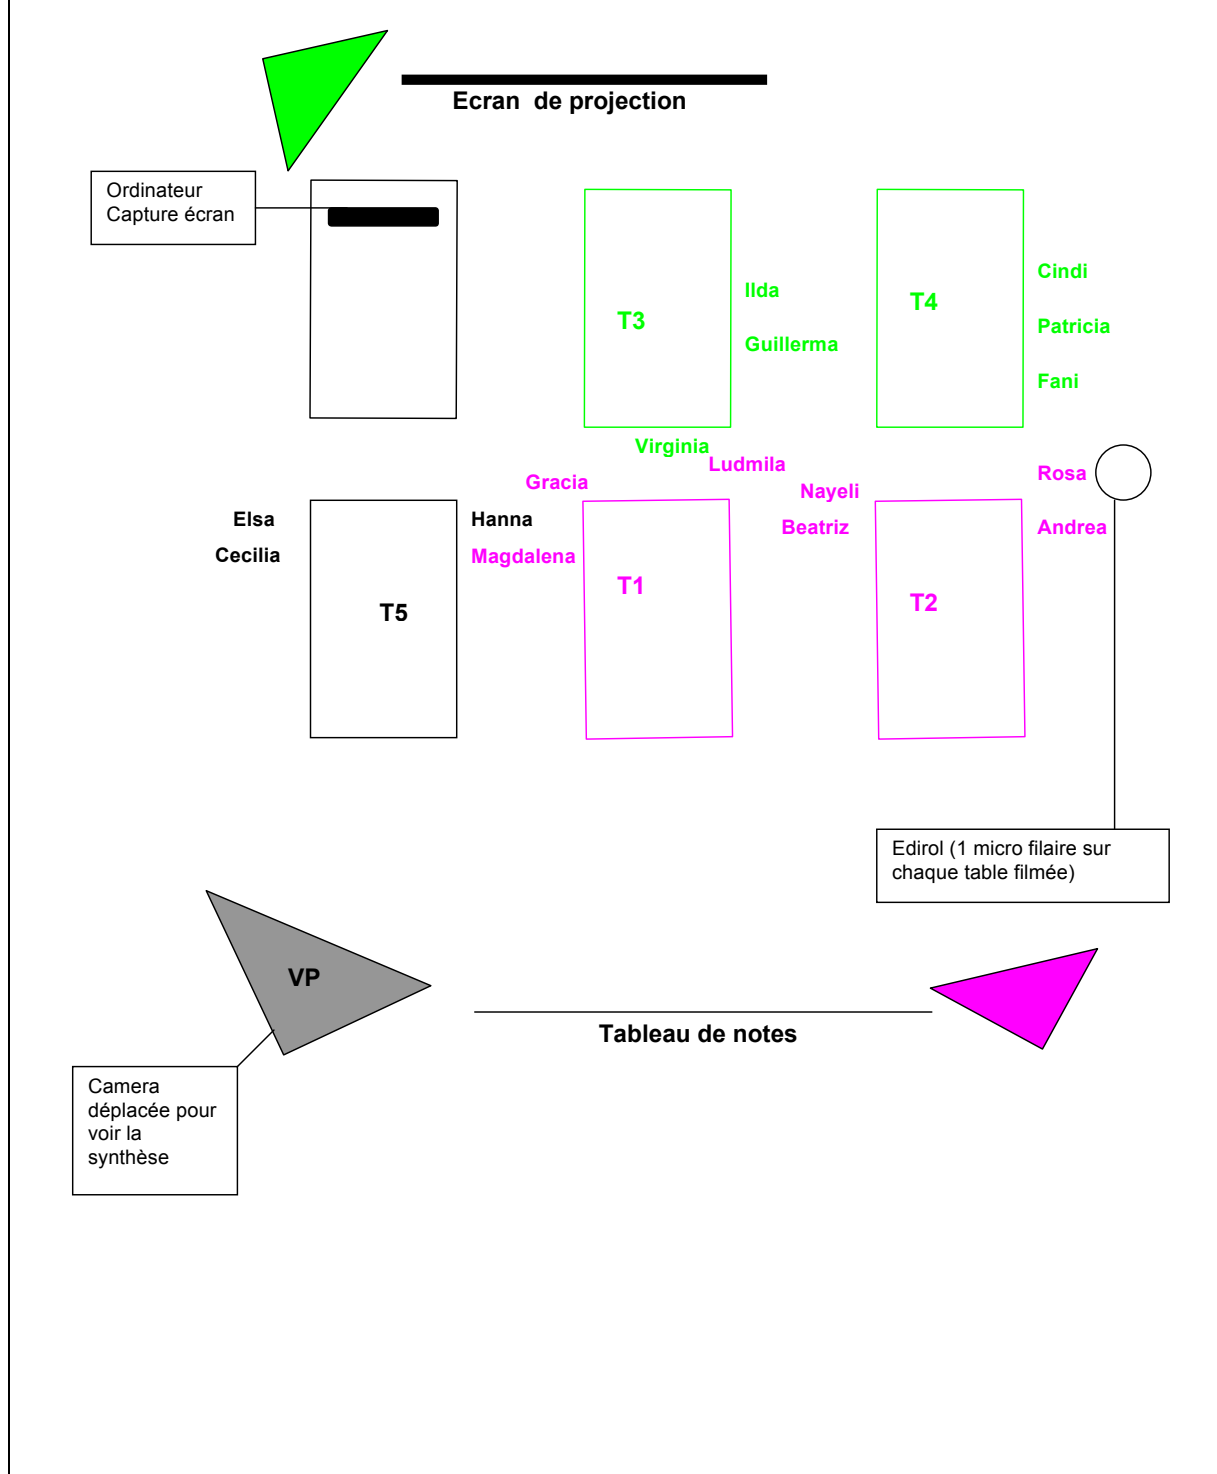 Ecran de projection
Ordinateur
Capture écran
Cindi
Ilda
T3
T4
Patricia
Guillerma
Fani
Virginia
Ludmila
Gracia
Nayeli
Rosa
Elsa
Hanna
Beatriz
Andrea
Cecilia
Magdalena
T5
T1
T2
Edirol (1 micro filaire sur
chaque table filmée)
VP
Tableau de notes
Camera
déplacée pour
voir la
synthèse